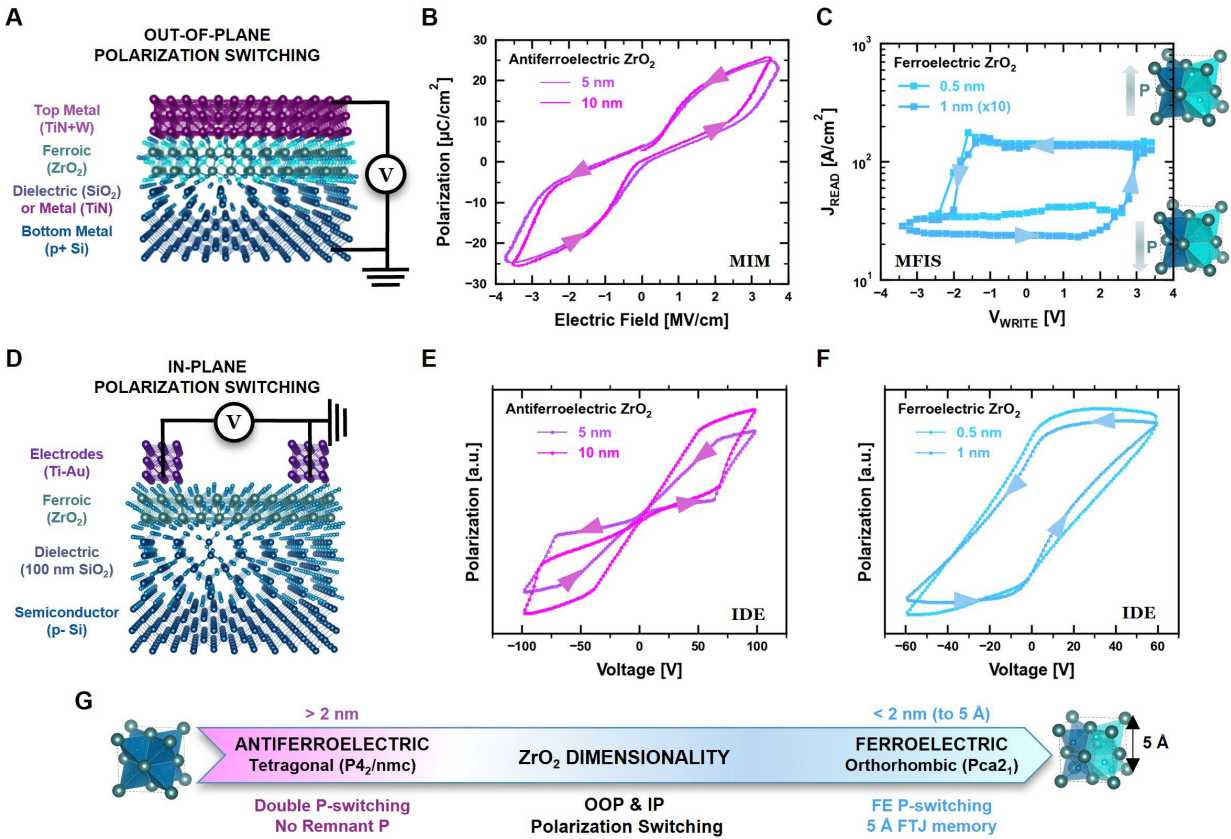 A
OUT-OF-PLANE
POLARIZATION SWITCHING
Top Metal
(TiN+W)
Ferroic
(ZrO₂)
Dielectric (SiO₂)
or Metal (TiN)
Bottom Metal
(p+ Si)
V
B
Antiferroelectric ZrO₂
5 nm
10 nm
MIM
Polarization [µC/cm²]
30
20
10
0
−10
−20
−30
−4 −3 −2 −1 0 1 2 3 4
Electric Field [MV/cm]
C
Ferroelectric ZrO₂
0.5 nm
1 nm (x10)
MFIS
P
P
J_READ [A/cm²]
10³
10²
10¹
−4 −3 −2 −1 0 1 2 3 4
V_WRITE [V]
D
IN-PLANE
POLARIZATION SWITCHING
V
Electrodes
(Ti-Au)
Ferroic
(ZrO₂)
Dielectric
(100 nm SiO₂)
Semiconductor
(p- Si)
E
Antiferroelectric ZrO₂
5 nm
10 nm
IDE
Polarization [a.u.]
−100 −75 −50 −25 0 25 50 75 100
Voltage [V]
F
Ferroelectric ZrO₂
0.5 nm
1 nm
IDE
Polarization [a.u.]
−60 −40 −20 0 20 40 60
Voltage [V]
G
> 2 nm
< 2 nm (to 5 Å)
ANTIFERROELECTRIC
Tetragonal (P4₂/nmc)
ZrO₂ DIMENSIONALITY
FERROELECTRIC
Orthorhombic (Pca2₁)
5 Å
Double P-switching
No Remnant P
OOP & IP
Polarization Switching
FE P-switching
5 Å FTJ memory